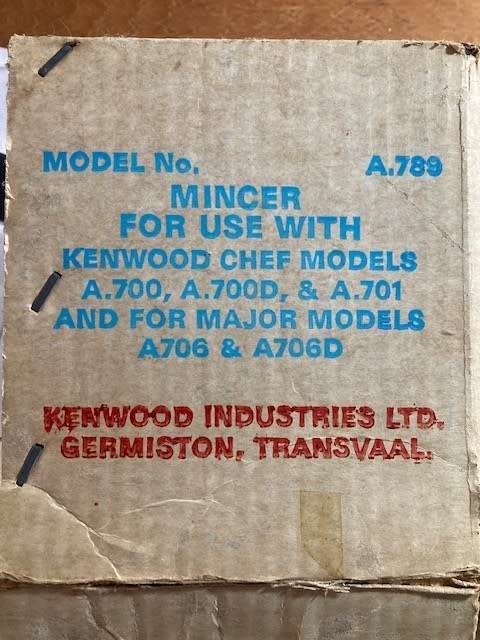 MODEL No. A.789
MINCER
FOR USE WITH
KENWOOD CHEF MODELS
A.700, A.700D, & A.701
AND FOR MAJOR MODELS
A706 & A706D
KENWOOD INDUSTRIES LTD.
GERMISTON, TRANSVAAL.